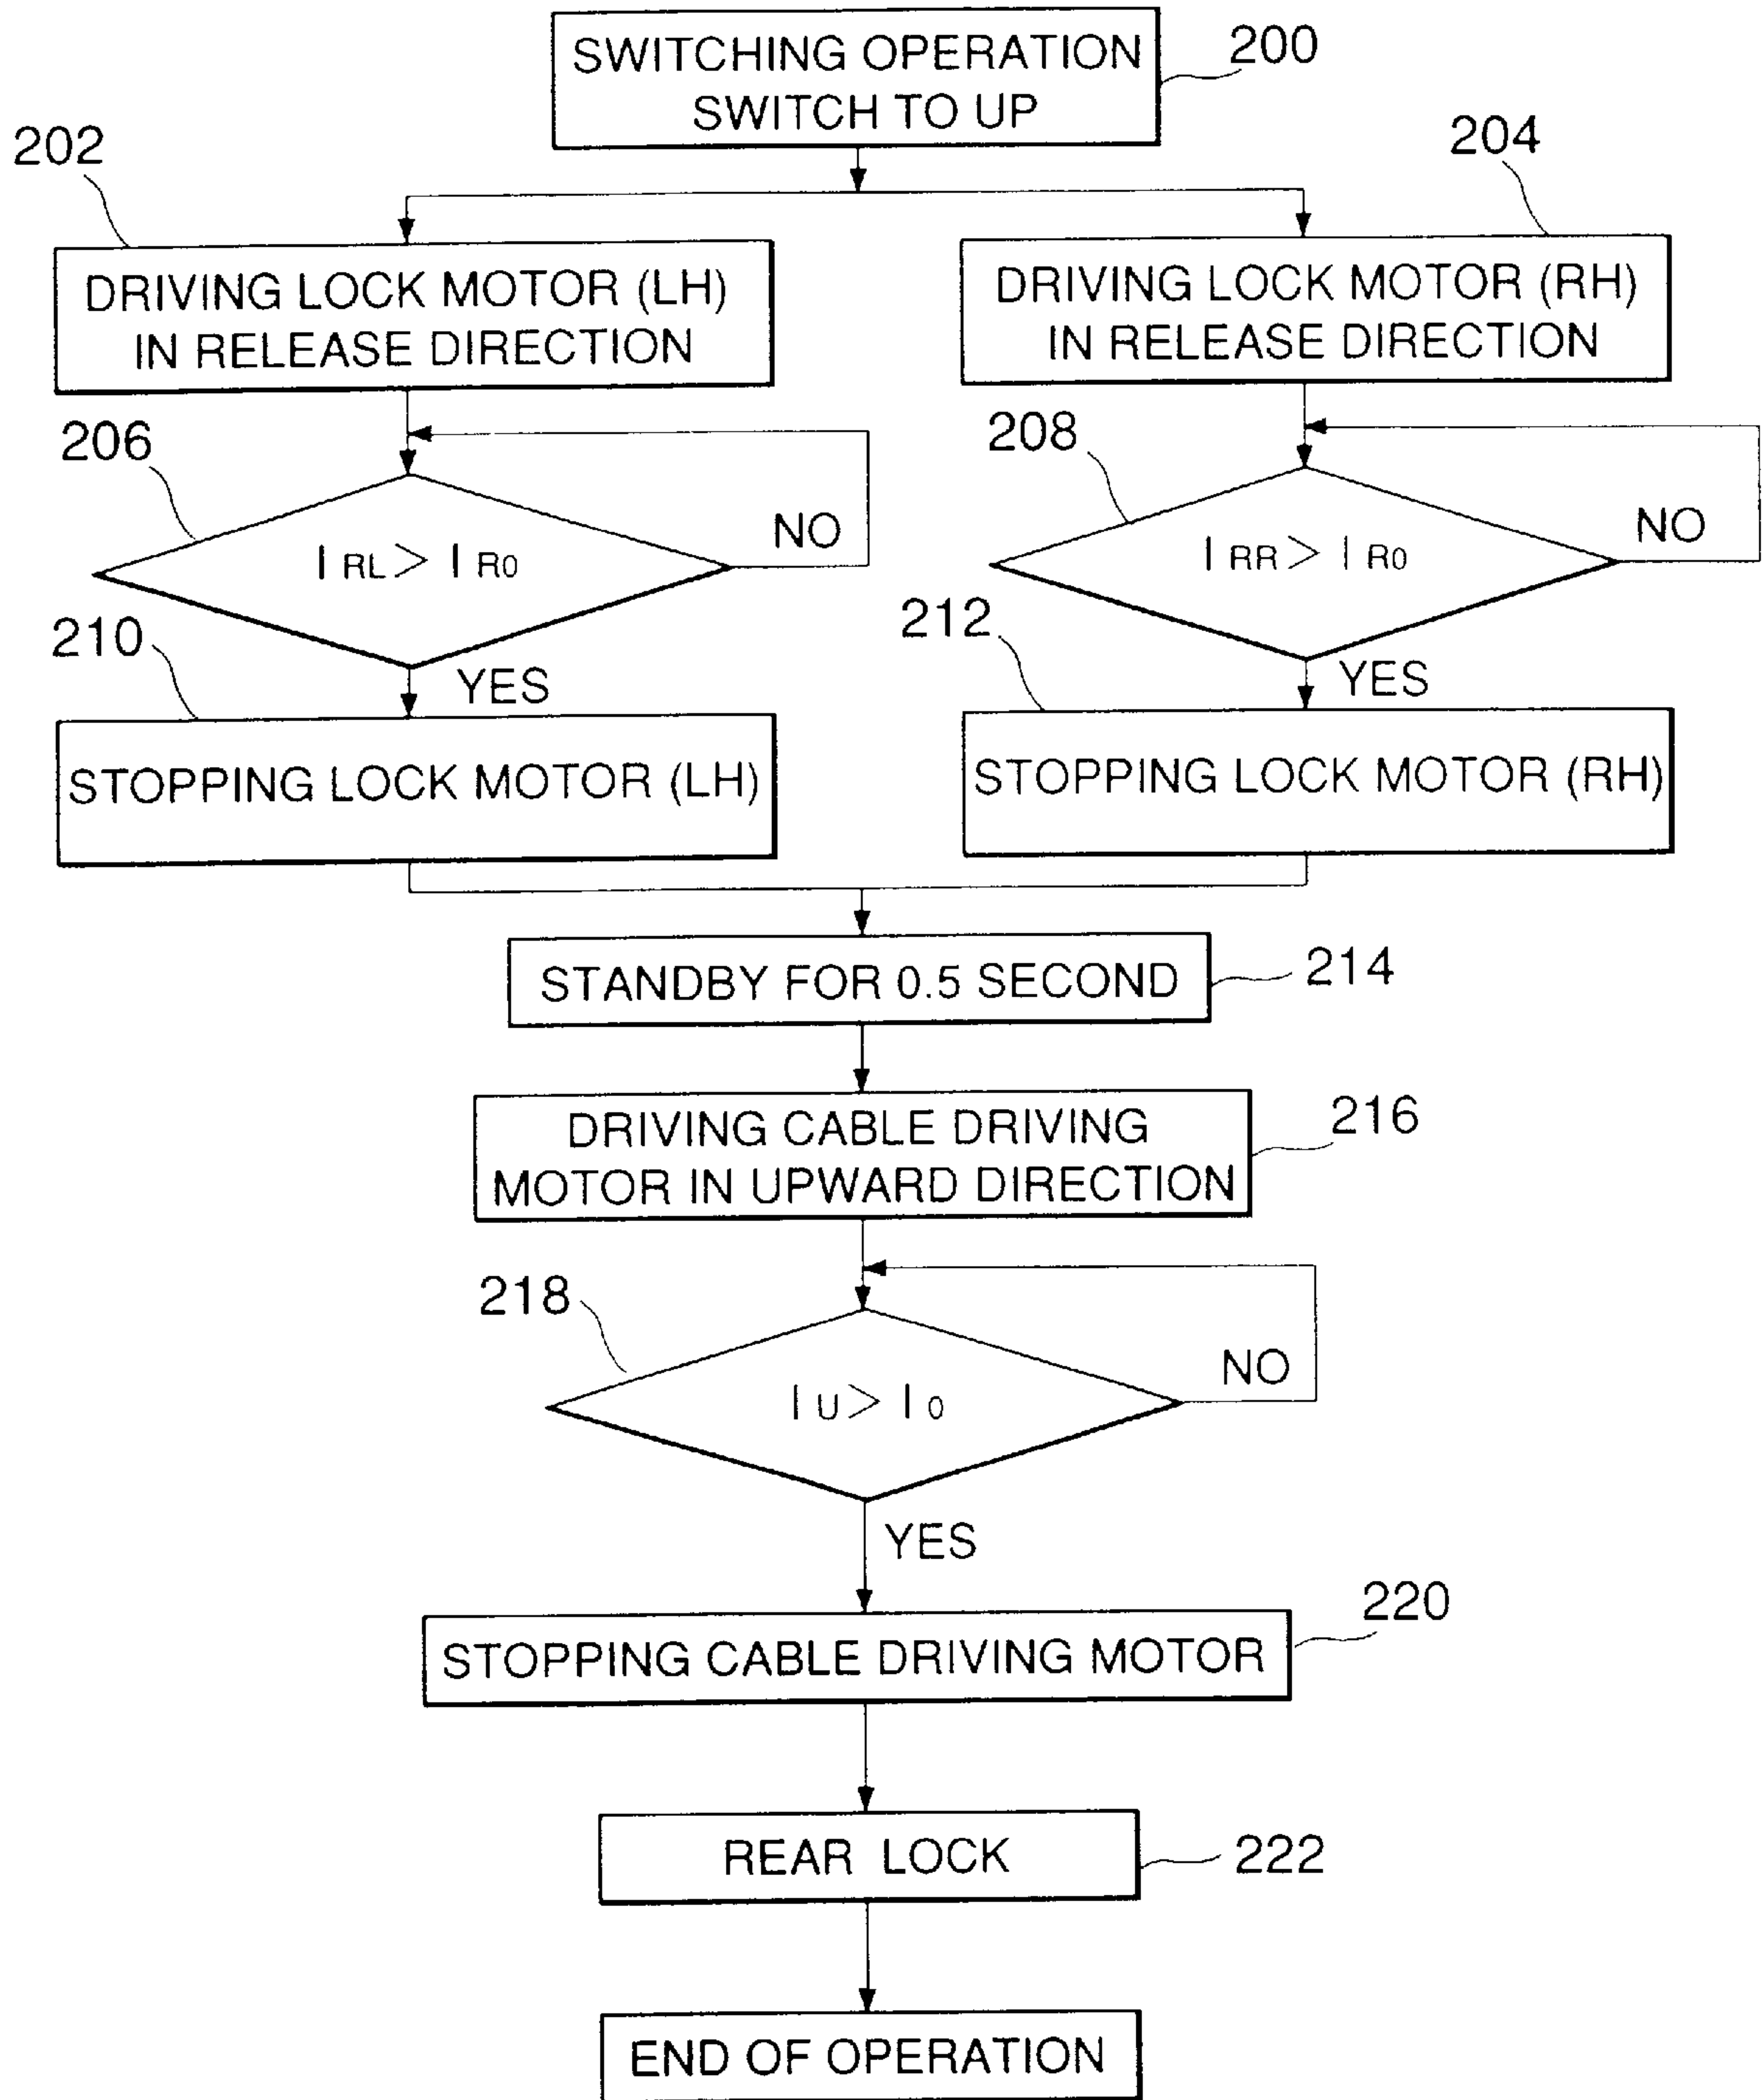 SWITCHING OPERATION
SWITCH TO UP
200
202
204
DRIVING LOCK MOTOR (LH)
IN RELEASE DIRECTION
DRIVING LOCK MOTOR (RH)
IN RELEASE DIRECTION
206
208
I RL > I R0
NO
I RR > I R0
NO
210
212
YES
YES
STOPPING LOCK MOTOR (LH)
STOPPING LOCK MOTOR (RH)
STANDBY FOR 0.5 SECOND
214
DRIVING CABLE DRIVING
MOTOR IN UPWARD DIRECTION
216
218
I U > I 0
NO
YES
220
STOPPING CABLE DRIVING MOTOR
REAR LOCK
222
END OF OPERATION